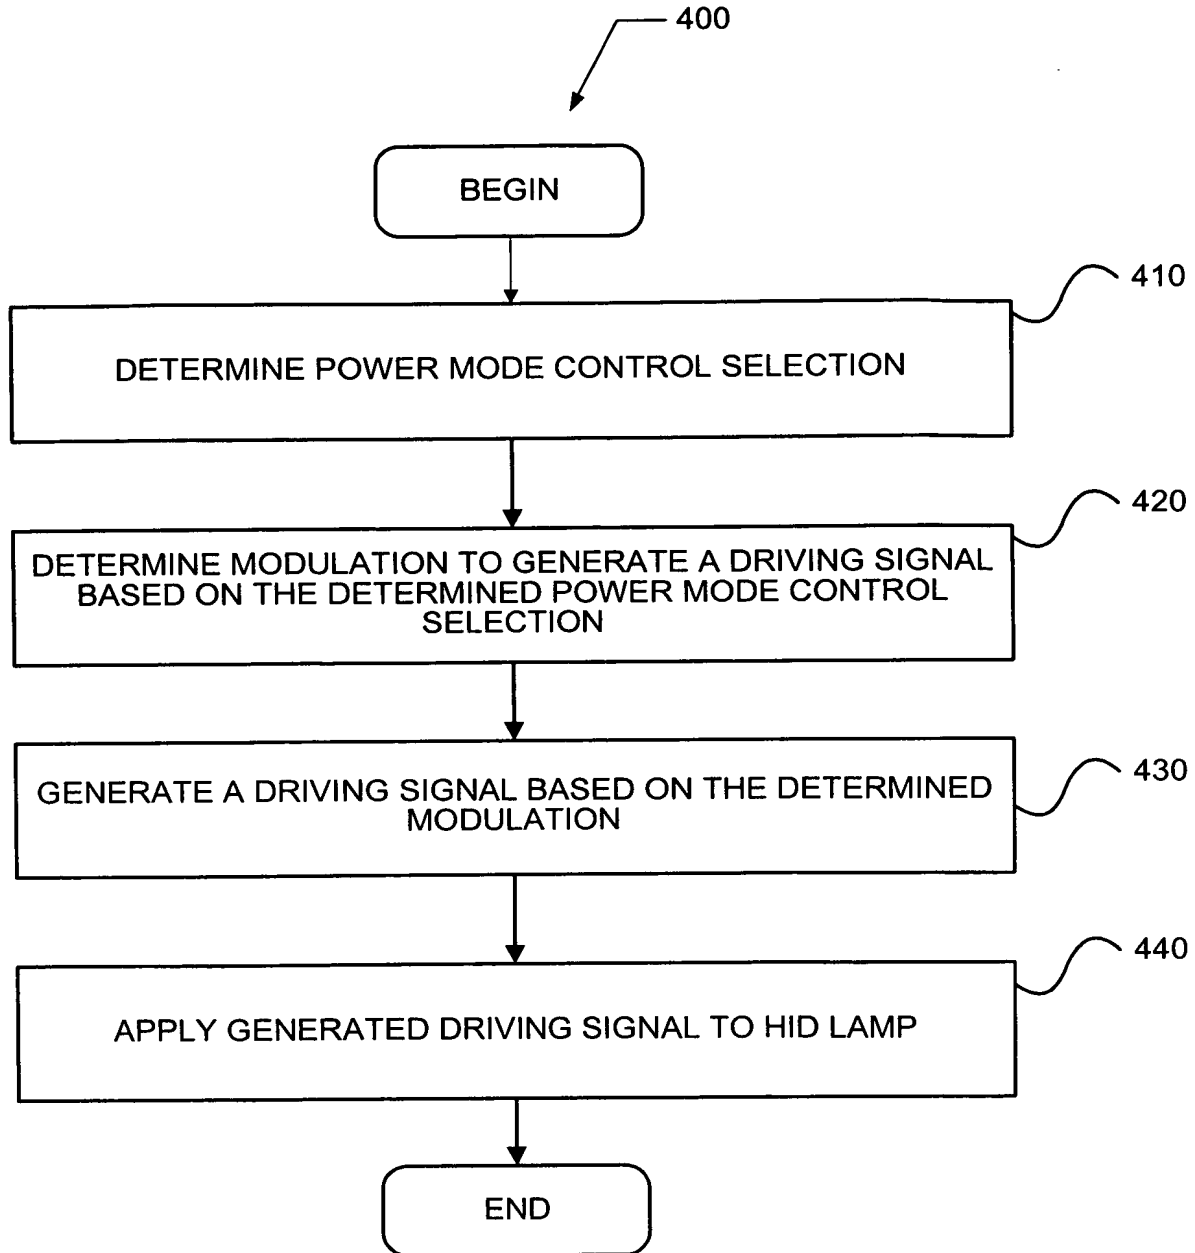 400
BEGIN
410
DETERMINE POWER MODE CONTROL SELECTION
420
DETERMINE MODULATION TO GENERATE A DRIVING SIGNAL
BASED ON THE DETERMINED POWER MODE CONTROL
SELECTION
430
GENERATE A DRIVING SIGNAL BASED ON THE DETERMINED
MODULATION
440
APPLY GENERATED DRIVING SIGNAL TO HID LAMP
END